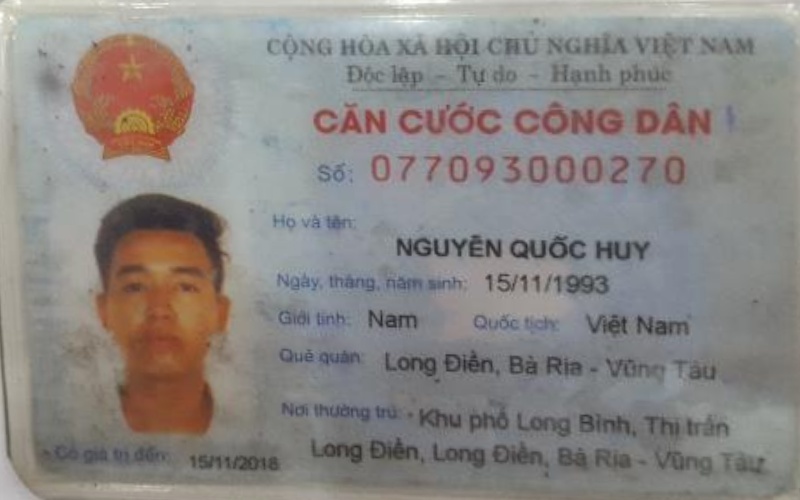 CỘNG HÒA XÃ HỘI CHỦ NGHĨA VIỆT NAM
Độc lập - Tự do - Hạnh phúc
CĂN CƯỚC CÔNG DÂN
Số: 077093000270
Họ và tên:
NGUYỄN QUỐC HUY
Ngày, tháng, năm sinh: 15/11/1993
Giới tính: Nam Quốc tịch: Việt Nam
Quê quán: Long Điền, Bà Rịa - Vũng Tàu
Nơi thường trú: Khu phố Long Bình, Thị trấn
Long Điền, Long Điền, Bà Rịa - Vũng Tàu
Có giá trị đến: 15/11/2018